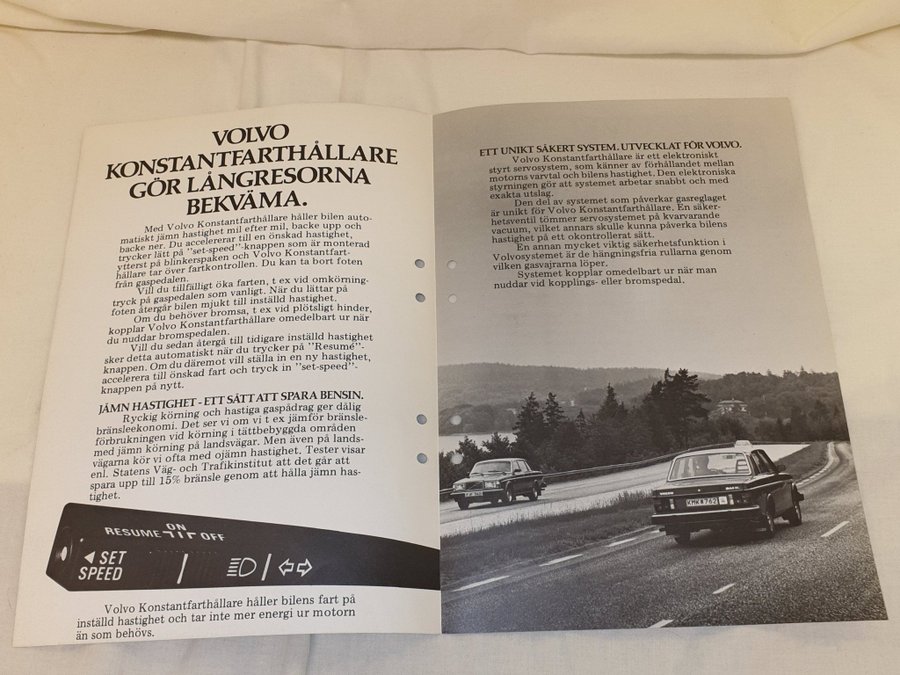 VOLVO
KONSTANTFARTHÅLLARE
GÖR LÅNGRESORNA
BEKVÄMA.
Med Volvo Konstantfarthållare håller bilen auto-
matiskt jämn hastighet mil efter mil, backe upp och
backe ner. Du accelererar till en önskad hastighet,
trycker lätt på "set-speed"-knappen som är monterad
ytterst på blinkerspaken och Volvo Konstantfart-
hållare tar över fartkontrollen. Du kan ta bort foten
från gaspedalen.
Vill du tillfälligt öka farten, t ex vid omkörning-
tryck på gaspedalen som vanligt. När du lättar på
foten återgår bilen mjukt till inställd hastighet.
Om du behöver bromsa, t ex vid plötsligt hinder,
kopplar Volvo Konstantfarthållare omedelbart ur när
du nuddar bromspedalen.
Vill du sedan återgå till tidigare inställd hastighet
sker detta automatiskt när du trycker på "Resumé"-
knappen. Om du däremot vill ställa in en ny hastighet,
accelerera till önskad fart och tryck in "set-speed"-
knappen på nytt.
JÄMN HASTIGHET - ETT SÄTT ATT SPARA BENSIN.
Ryckig körning och hastiga gaspådrag ger dålig
bränsleekonomi. Det ser vi om vi t ex jämför bränsle-
förbrukningen vid körning i tättbebyggda områden
med jämn körning på landsvägar. Men även på lands-
vägarna kör vi ofta med ojämn hastighet. Tester visar
enl. Statens Väg- och Trafikinstitut att det går att
spara upp till 15% bränsle genom att hålla jämn has-
tighet.
ON
RESUME OFF
SET
SPEED
Volvo Konstantfarthållare håller bilens fart på
inställd hastighet och tar inte mer energi ur motorn
än som behövs.
ETT UNIKT SÄKERT SYSTEM. UTVECKLAT FÖR VOLVO.
Volvo Konstantfarthållare är ett elektroniskt
styrt servosystem, som känner av förhållandet mellan
motorns varvtal och bilens hastighet. Den elektroniska
styrningen gör att systemet arbetar snabbt och med
exakta utslag.
Den del av systemet som påverkar gasreglaget
är unikt för Volvo Konstantfarthållare. En säker-
hetsventil tömmer servosystemet på kvarvarande
vacuum, vilket annars skulle kunna påverka bilens
hastighet på ett okontrollerat sätt.
En annan mycket viktig säkerhetsfunktion i
Volvosystemet är de hängningsfria rullarna genom
vilken gasvajrarna löper.
Systemet kopplar omedelbart ur när man
nuddar vid kopplings- eller bromspedal.
VOLVO
KMK 762